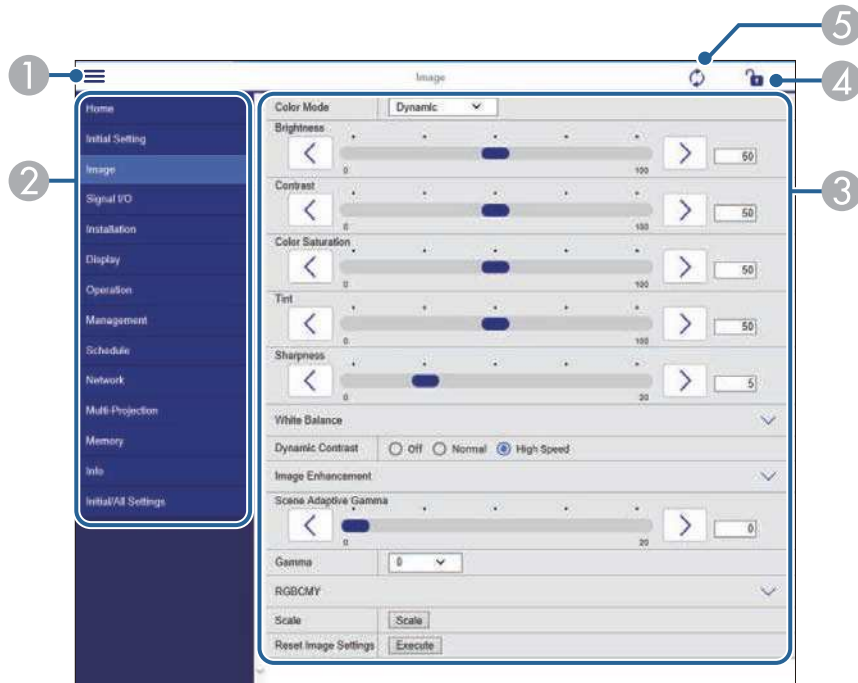 5
1
Image
4
2
Home
Initial Setting
Image
Signal I/O
Installation
Display
Operation
Management
Schedule
Network
Multi-Projection
Memory
Info
Initial/All Settings
3
Color Mode Dynamic
Brightness
0 100 50
Contrast
0 100 50
Color Saturation
0 100 50
Tint
0 100 50
Sharpness
0 20 5
White Balance
Dynamic Contrast Off Normal High Speed
Image Enhancement
Scene Adaptive Gamma
0 20 0
Gamma 0
RGBCMY
Scale Scale
Reset Image Settings Execute